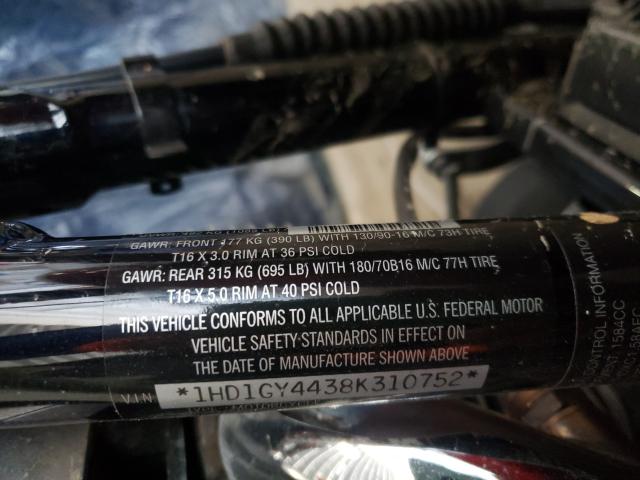 GAWR: FRONT 177 KG (390 LB) WITH 130/90-16 M/C 73H TIRE
T16 X 3.0 RIM AT 36 PSI COLD
GAWR: REAR 315 KG (695 LB) WITH 180/70B16 M/C 77H TIRE
T16 X 5.0 RIM AT 40 PSI COLD
THIS VEHICLE CONFORMS TO ALL APPLICABLE U.S. FEDERAL MOTOR
VEHICLE SAFETY STANDARDS IN EFFECT ON
THE DATE OF MANUFACTURE SHOWN ABOVE
VIN *1HD1GY4438K310752*
TYPE: MOTORCYCLE
CONTROL INFORMATION
1584CC